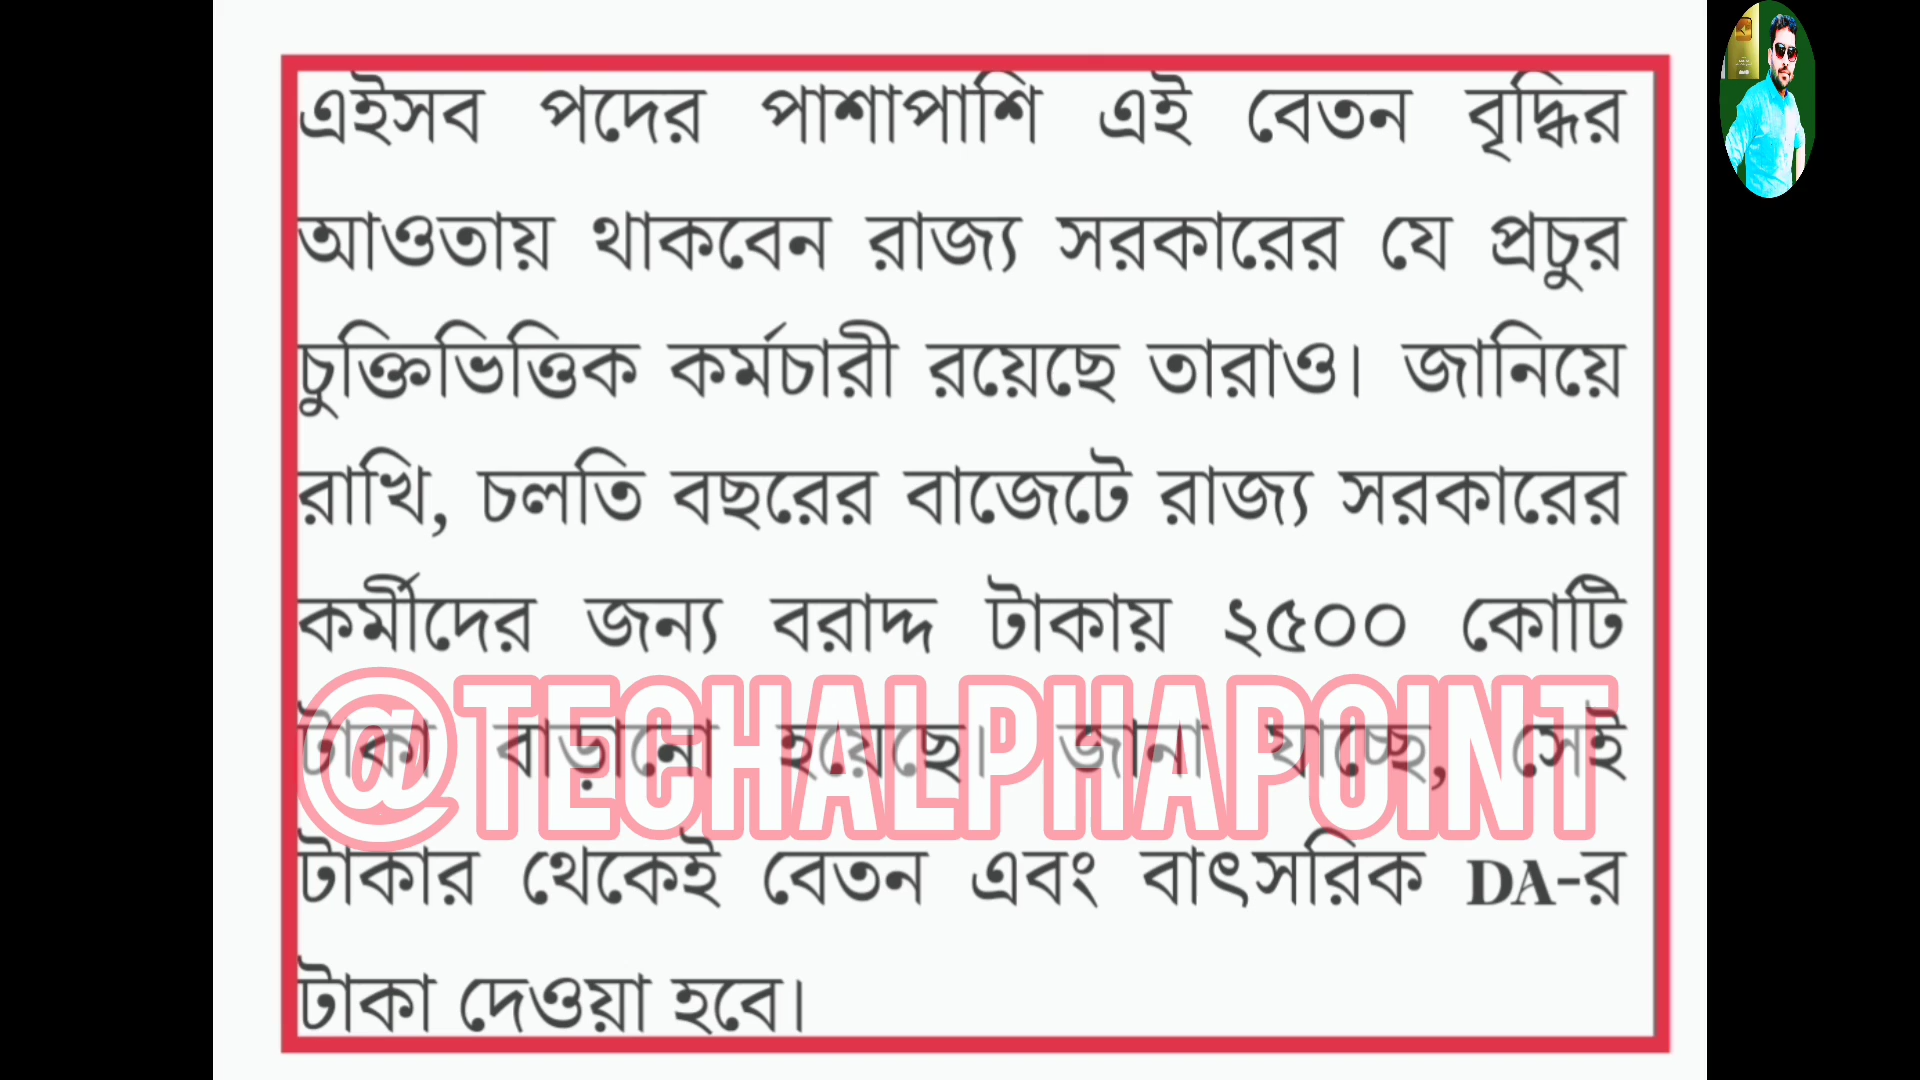 এইসব পদের পাশাপাশি এই বেতন বৃদ্ধির
আওতায় থাকবেন রাজ্য সরকারের যে প্রচুর
চুক্তিভিত্তিক কর্মচারী রয়েছে তারাও। জানিয়ে
রাখি, চলতি বছরের বাজেটে রাজ্য সরকারের
কর্মীদের জন্য বরাদ্দ টাকায় ২৫০০ কোটি
টাকা বাড়ানো হয়েছে। জানা যাচ্ছে, সেই
@TECHALPHAPOINT
টাকার থেকেই বেতন এবং বাৎসরিক DA-র
টাকা দেওয়া হবে।